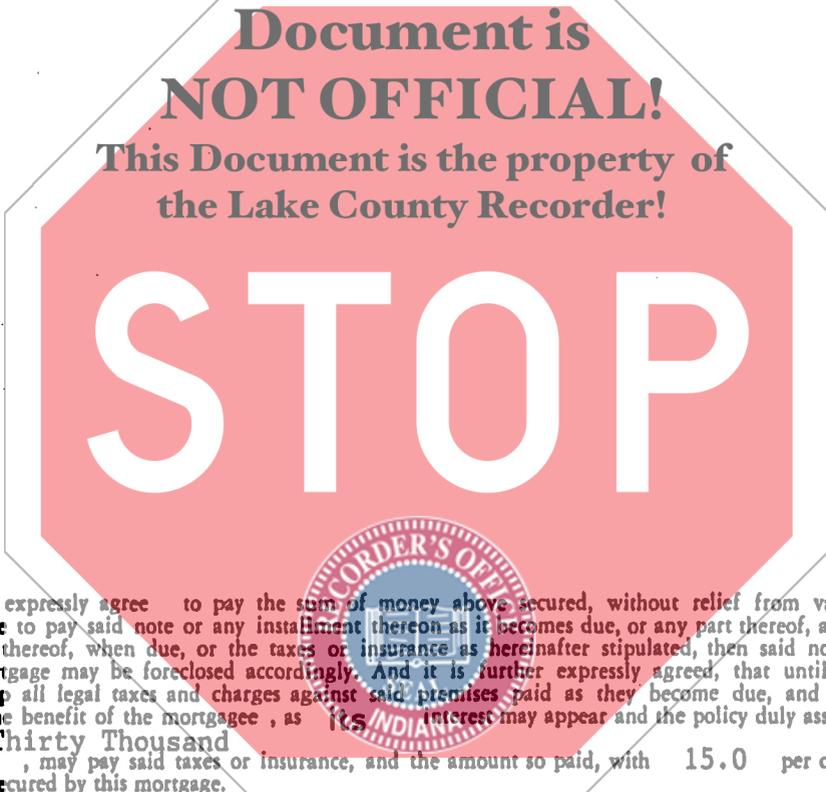 Document is
NOT OFFICIAL!
This Document is the property of
the Lake County Recorder!
STOP
RECORDER'S OFFICE
INDIANA
expressly agree to pay the sum of money above secured, without relief from
to pay said note or any installment thereon as it becomes due, or any part thereof,
thereof, when due, or the taxes or insurance as hereinafter stipulated, then said
may be foreclosed accordingly. And it is further expressly agreed, that
all legal taxes and charges against said premises paid as they become due, and
benefit of the mortgagee , as its interest may appear and the policy duly
Thirty Thousand
, may pay said taxes or insurance, and the amount so paid, with 15.0 per
by this mortgage.